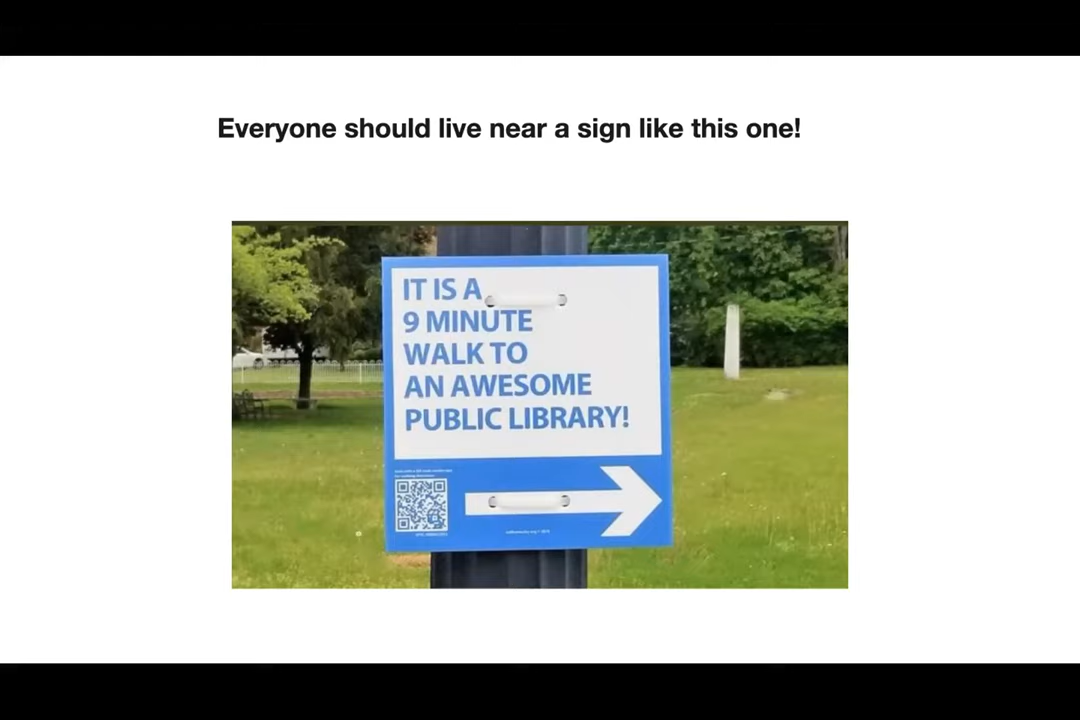 Everyone should live near a sign like this one!
IT IS A
9 MINUTE
WALK TO
AN AWESOME
PUBLIC LIBRARY!